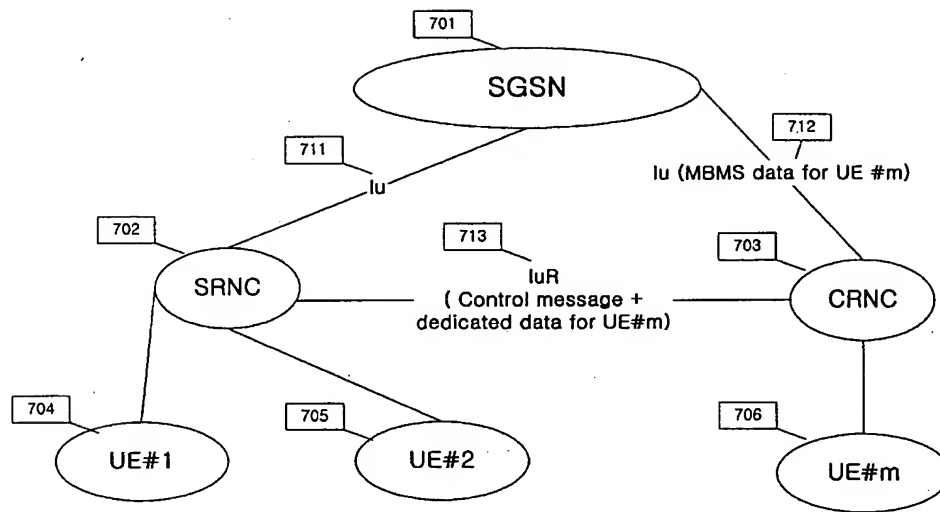 701
SGSN
712
711
Iu (MBMS data for UE #m)
Iu
702
713
703
IuR
SRNC
( Control message +
dedicated data for UE#m)
CRNC
704
705
706
UE#1
UE#2
UE#m